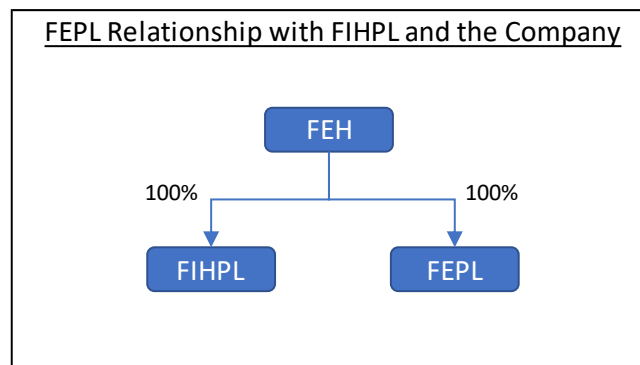 FEPL Relationship with FIHPL and the Company
FEH
100%
100%
FIHPL
FEPL